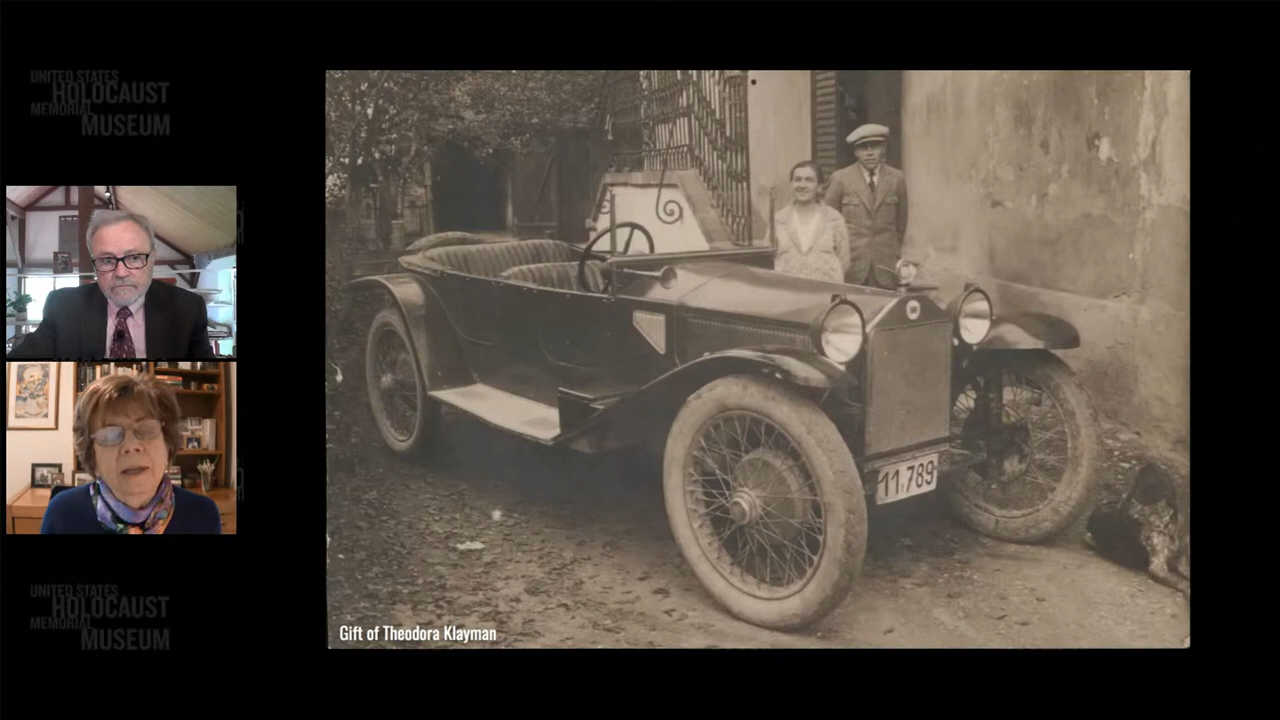 UNITED STATES
HOLOCAUST
MEMORIAL
MUSEUM
11.789
Gift of Theodora Klayman
UNITED STATES
HOLOCAUST
MEMORIAL
MUSEUM